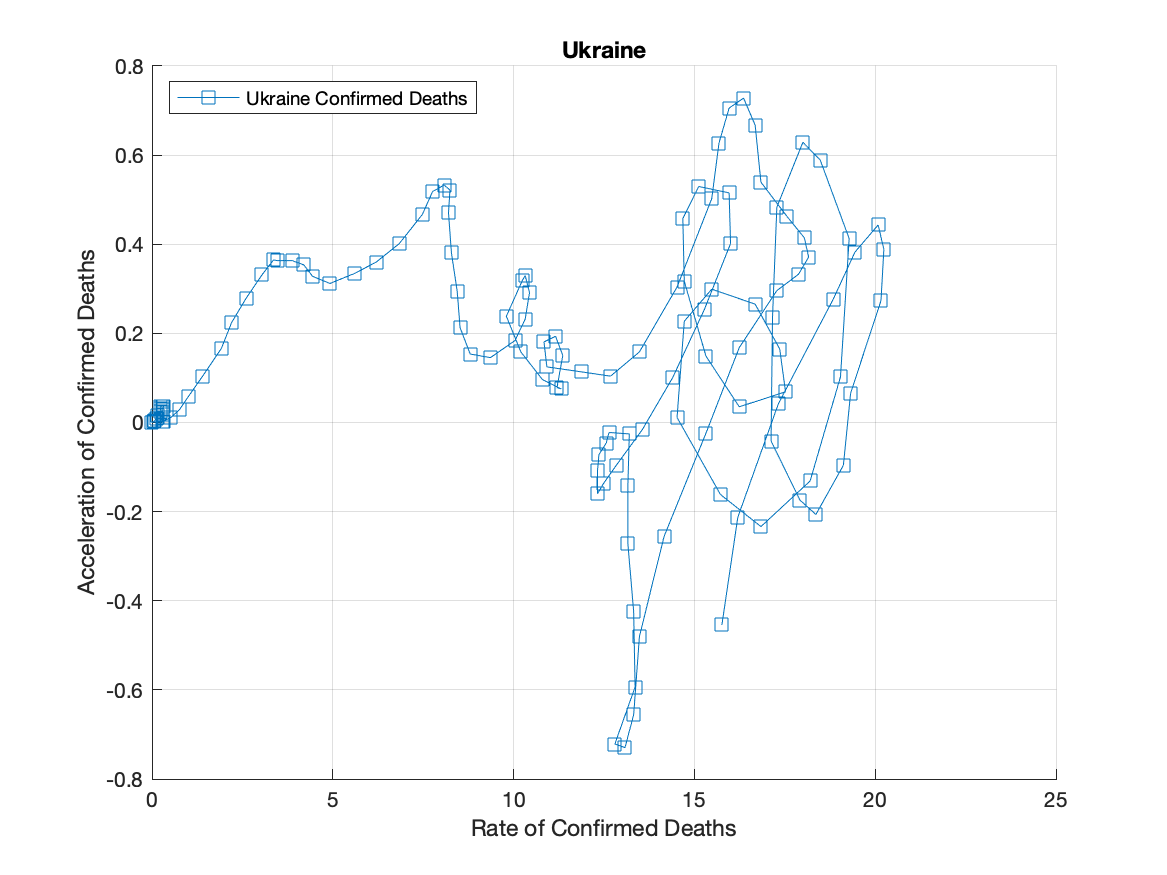 Ukraine
Ukraine Confirmed Deaths
0.8
0.6
0.4
0.2
0
-0.2
-0.4
-0.6
-0.8
Acceleration of Confirmed Deaths
0 5 10 15 20 25
Rate of Confirmed Deaths